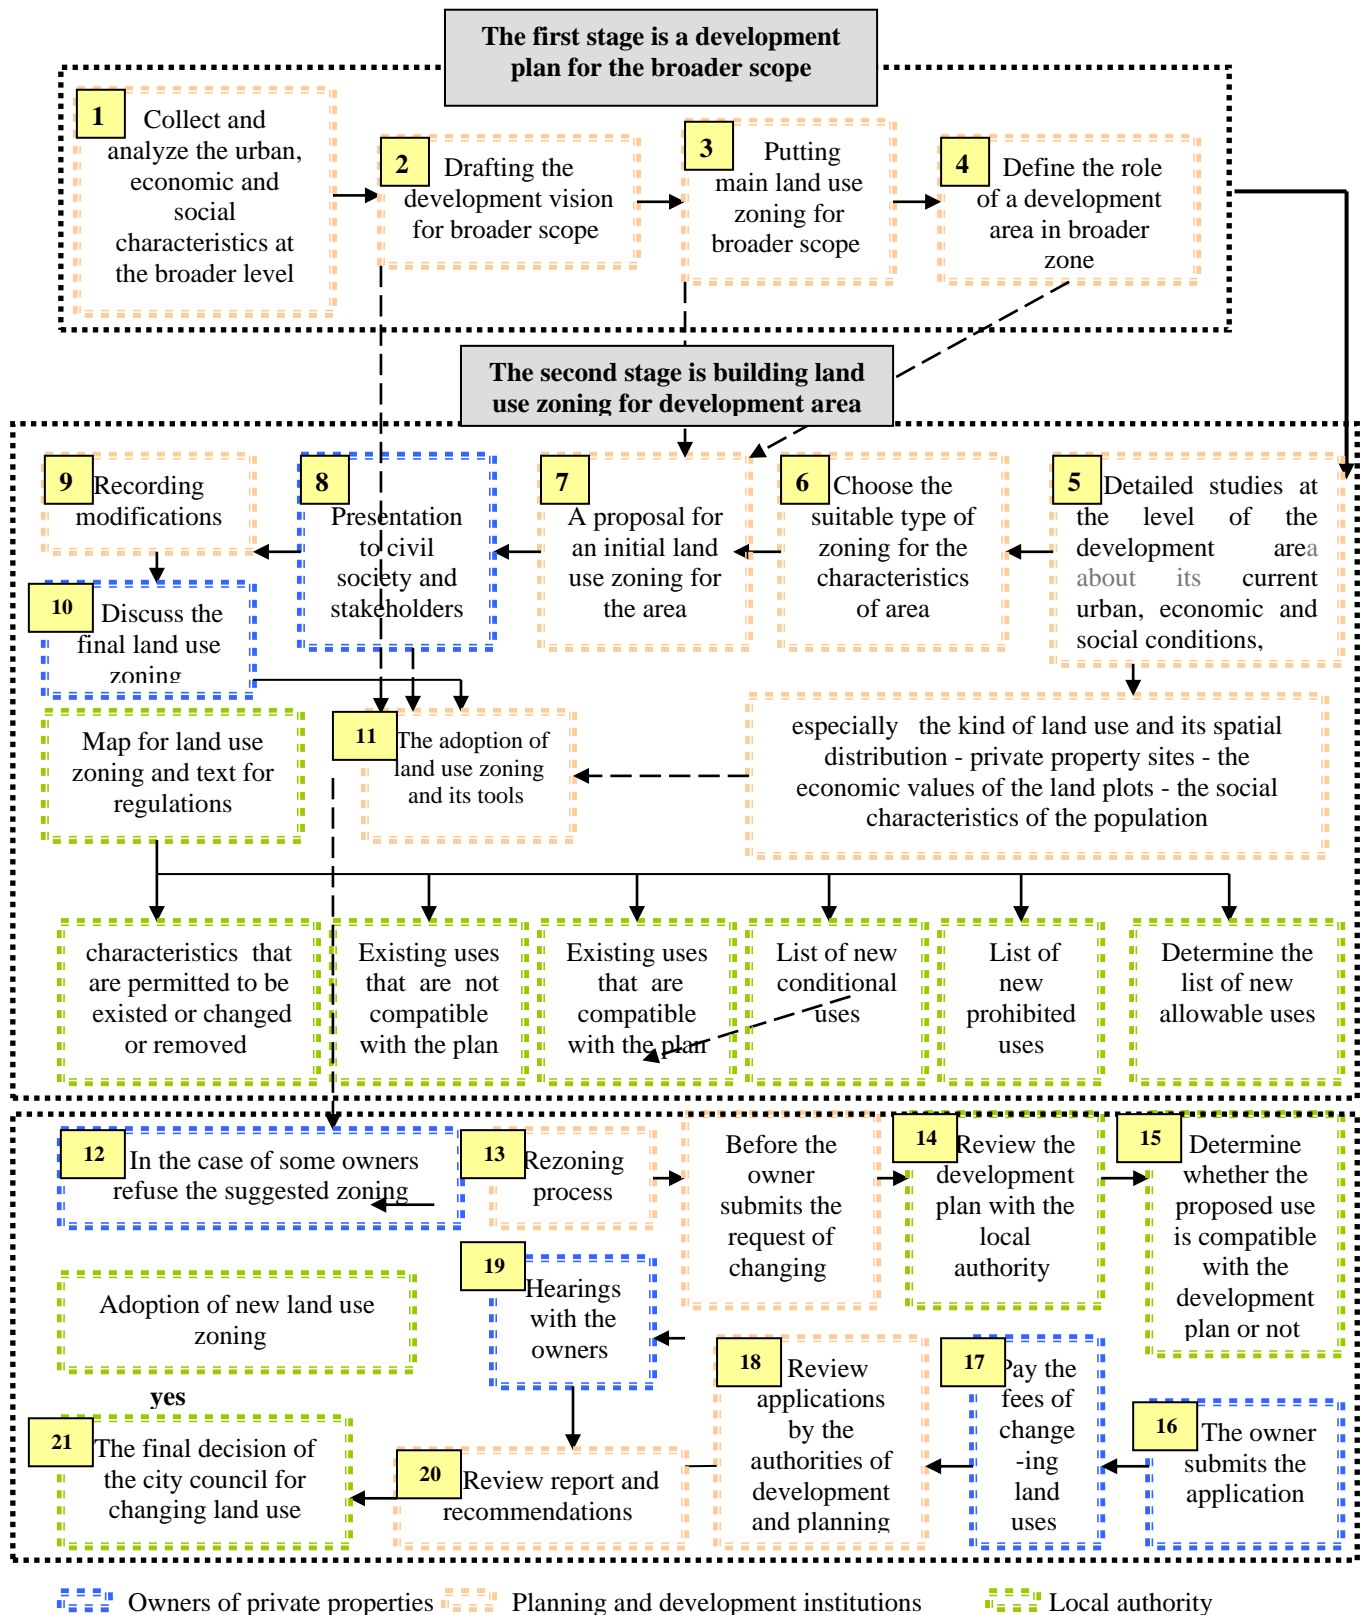 The first stage is a development
plan for the broader scope
1
Collect and
analyze the urban,
economic and
social
characteristics at
the broader level
2
Drafting the
development vision
for broader scope
3
Putting
main land use
zoning for
broader scope
4
Define the role
of a development
area in broader
zone
The second stage is building land
use zoning for development area
9
Recording
modifications
8
Presentation
to civil
society and
stakeholders
7
A proposal for
an initial land
use zoning for
the area
6
Choose the
suitable type of
zoning for the
characteristics
of area
5
Detailed studies at
the level of the
development area
about its current
urban, economic and
social conditions,
10
Discuss the
final land use
zoning
Map for land use
zoning and text for
regulations
11
The adoption of
land use zoning
and its tools
especially the kind of land use and its spatial
distribution - private property sites - the
economic values of the land plots - the social
characteristics of the population
characteristics that
are permitted to be
existed or changed
or removed
Existing uses
that are not
compatible
with the plan
Existing uses
that are
compatible
with the plan
List of new
conditional
uses
List of
new
prohibited
uses
Determine the
list of new
allowable uses
12
In the case of some owners
refuse the suggested zoning
13
Rezoning
process
Before the
owner
submits the
request of
changing
14
Review the
development
plan with the
local
authority
15
Determine
whether the
proposed use
is compatible
with the
development
plan or not
19
Hearings
with the
owners
Adoption of new land use
zoning
yes
21
The final decision of
the city council for
changing land use
20
Review report and
recommendations
18
Review
applications
by the
authorities of
development
and planning
17
Pay the
fees of
change
-ing
land
uses
16
The owner
submits the
application
Owners of private properties
Planning and development institutions
Local authority